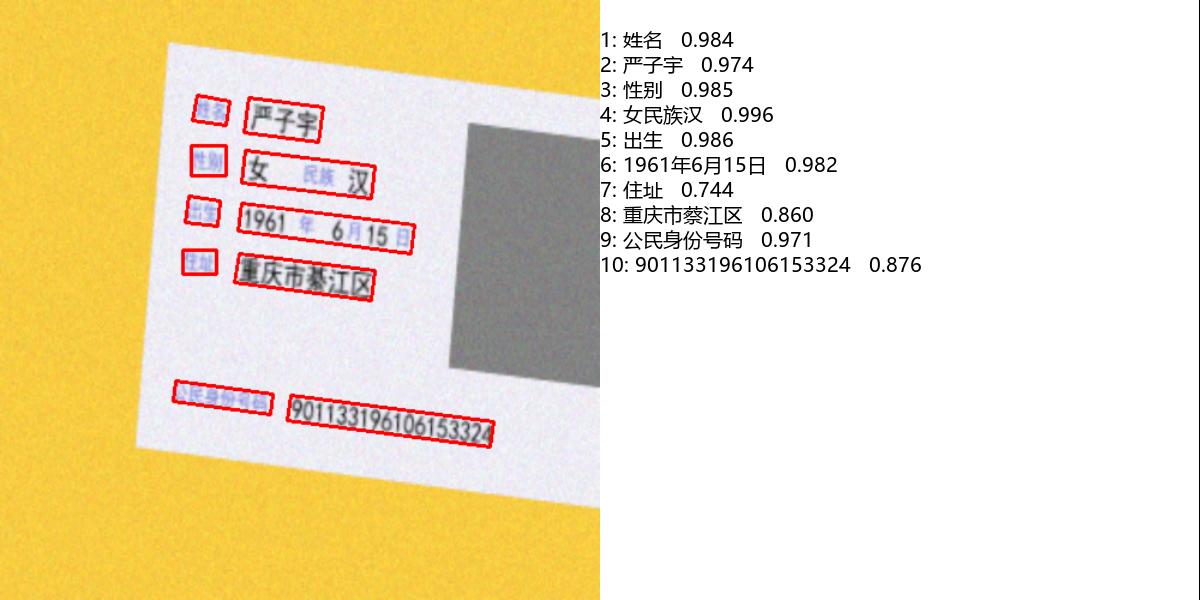 姓名 严子宇
性别 女 民族 汉
出生 1961 年 6 月 15 日
住址 重庆市綦江区
公民身份号码 901133196106153324
1: 姓名 0.984
2: 严子宇 0.974
3: 性别 0.985
4: 女民族汉 0.996
5: 出生 0.986
6: 1961年6月15日 0.982
7: 住址 0.744
8: 重庆市蔡江区 0.860
9: 公民身份号码 0.971
10: 901133196106153324 0.876